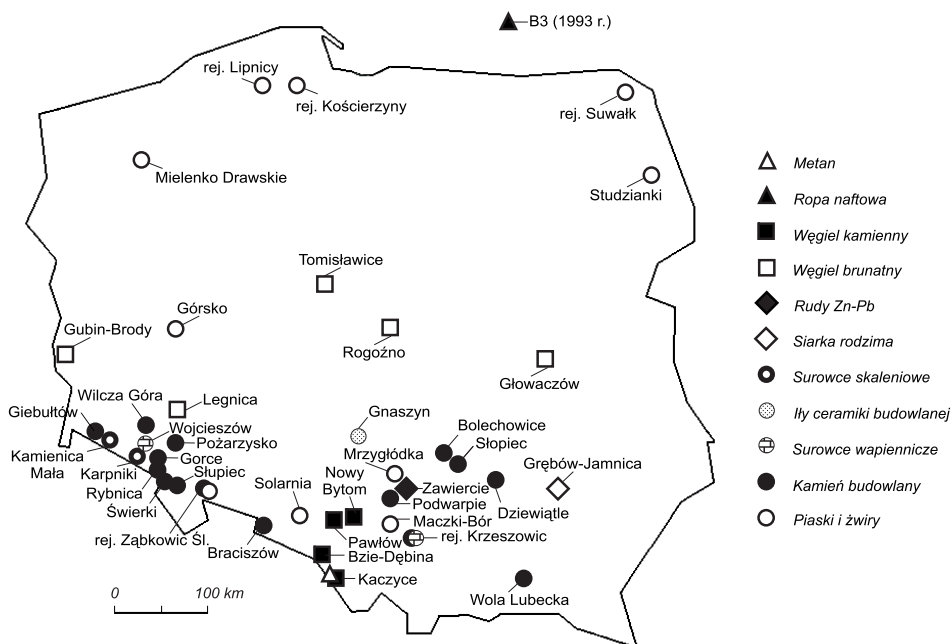 B3 (1993 r.)
rej. Lipnicy
rej. Kościerzyny
rej. Suwałk
Mielenko Drawskie
Studzianki
Tomisławice
Górsko
Gubin-Brody
Rogoźno
Głowaczów
Wilcza Góra
Legnica
Giebułtów
Wojcieszów
Gnaszyn
Bolechowice
Kamienica
Mała
Pożarzysko
Słupiec
Karpniki
Gorce
Mrzygłódka
Grębów-Jamnica
Rybnica
Słupiec
Solarnia
Nowy
Bytom
Zawiercie
Świerki
Podwarpie
Dziewiątle
rej. Ząbkowic Śl.
Maczki-Bór
Braciszów
Pawłów
rej. Krzeszowic
Bzie-Dębina
Kaczyce
Wola Lubecka
0 100 km
Metan
Ropa naftowa
Węgiel kamienny
Węgiel brunatny
Rudy Zn-Pb
Siarka rodzima
Surowce skaleniowe
Iły ceramiki budowlanej
Surowce wapiennicze
Kamień budowlany
Piaski i żwiry